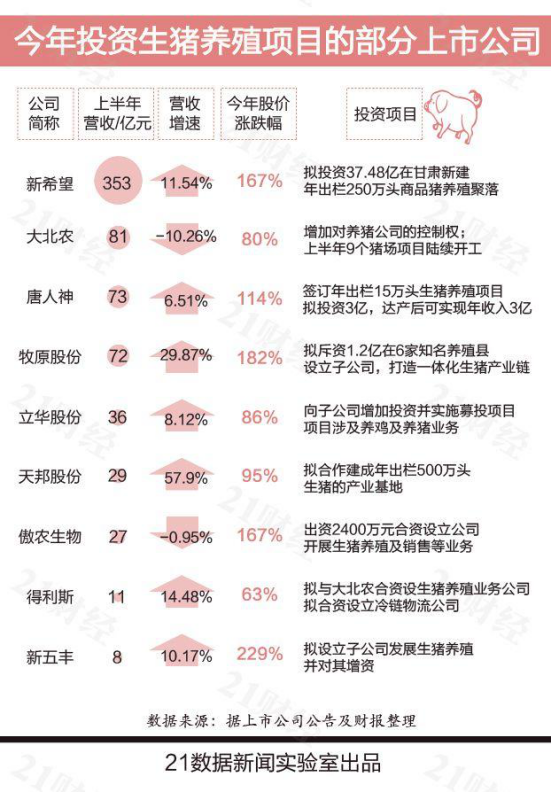 今年投资生猪养殖项目的部分上市公司
公司
简称
上半年
营收/亿元
营收
增速
今年股价
涨跌幅
投资项目
新希望
353
11.54%
167%
拟投资37.48亿在甘肃新建
年出栏250万头商品猪养殖聚落
大北农
81
-10.26%
80%
增加对养猪公司的控制权；
上半年9个猪场项目陆续开工
唐人神
73
6.51%
114%
签订年出栏15万头生猪养殖项目
拟投资3亿，达产后可实现年收入3亿
牧原股份
72
29.87%
182%
拟斥资1.2亿在6家知名养殖县
设立子公司，打造一体化生猪产业链
立华股份
36
8.12%
86%
向子公司增加投资并实施募投项目
项目涉及养鸡及养猪业务
天邦股份
29
57.9%
95%
拟合作建成年出栏500万头
生猪的产业基地
傲农生物
27
-0.95%
167%
出资2400万元合资设立公司
开展生猪养殖及销售等业务
得利斯
11
14.48%
63%
拟与大北农合资设生猪养殖业务公司
拟合资设立冷链物流公司
新五丰
8
10.17%
229%
拟设立子公司发展生猪养殖
并对其增资
数据来源：据上市公司公告及财报整理
21数据新闻实验室出品
21财经